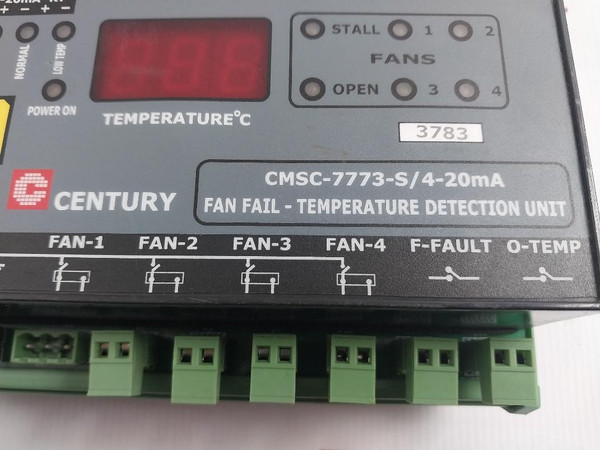 -20mA
+ - + -
NORMAL
LOW TEMP
POWER ON
TEMPERATURE°C
STALL 1 2
FANS
OPEN 3 4
3783
CENTURY
CMSC-7773-S/4-20mA
FAN FAIL - TEMPERATURE DETECTION UNIT
FAN-1 FAN-2 FAN-3 FAN-4 F-FAULT O-TEMP